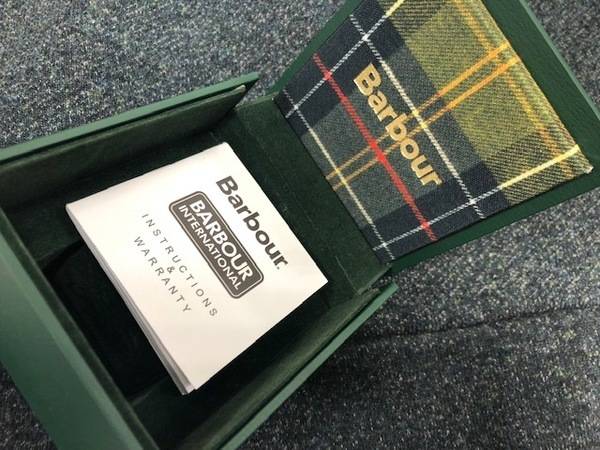 Barbour
Barbour
BARBOUR
INTERNATIONAL
INSTRUCTIONS
&
WARRANTY